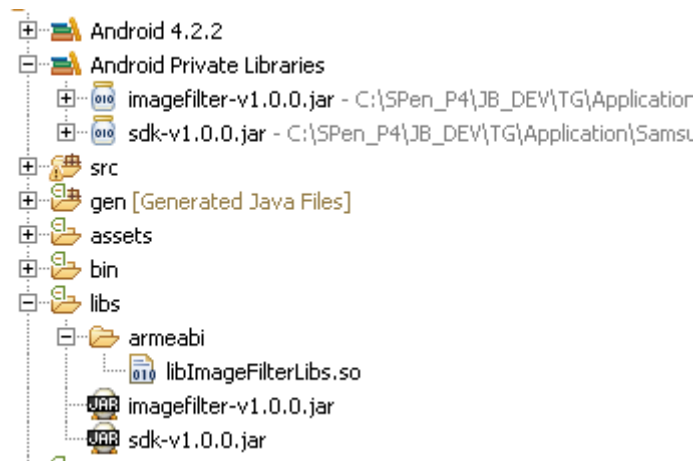 Android 4.2.2
Android Private Libraries
imagefilter-v1.0.0.jar - C:\SPen_P4\JB_DEV\TG\Application
sdk-v1.0.0.jar - C:\SPen_P4\JB_DEV\TG\Application\Samsu
src
gen [Generated Java Files]
assets
bin
libs
armeabi
libImageFilterLibs.so
imagefilter-v1.0.0.jar
sdk-v1.0.0.jar